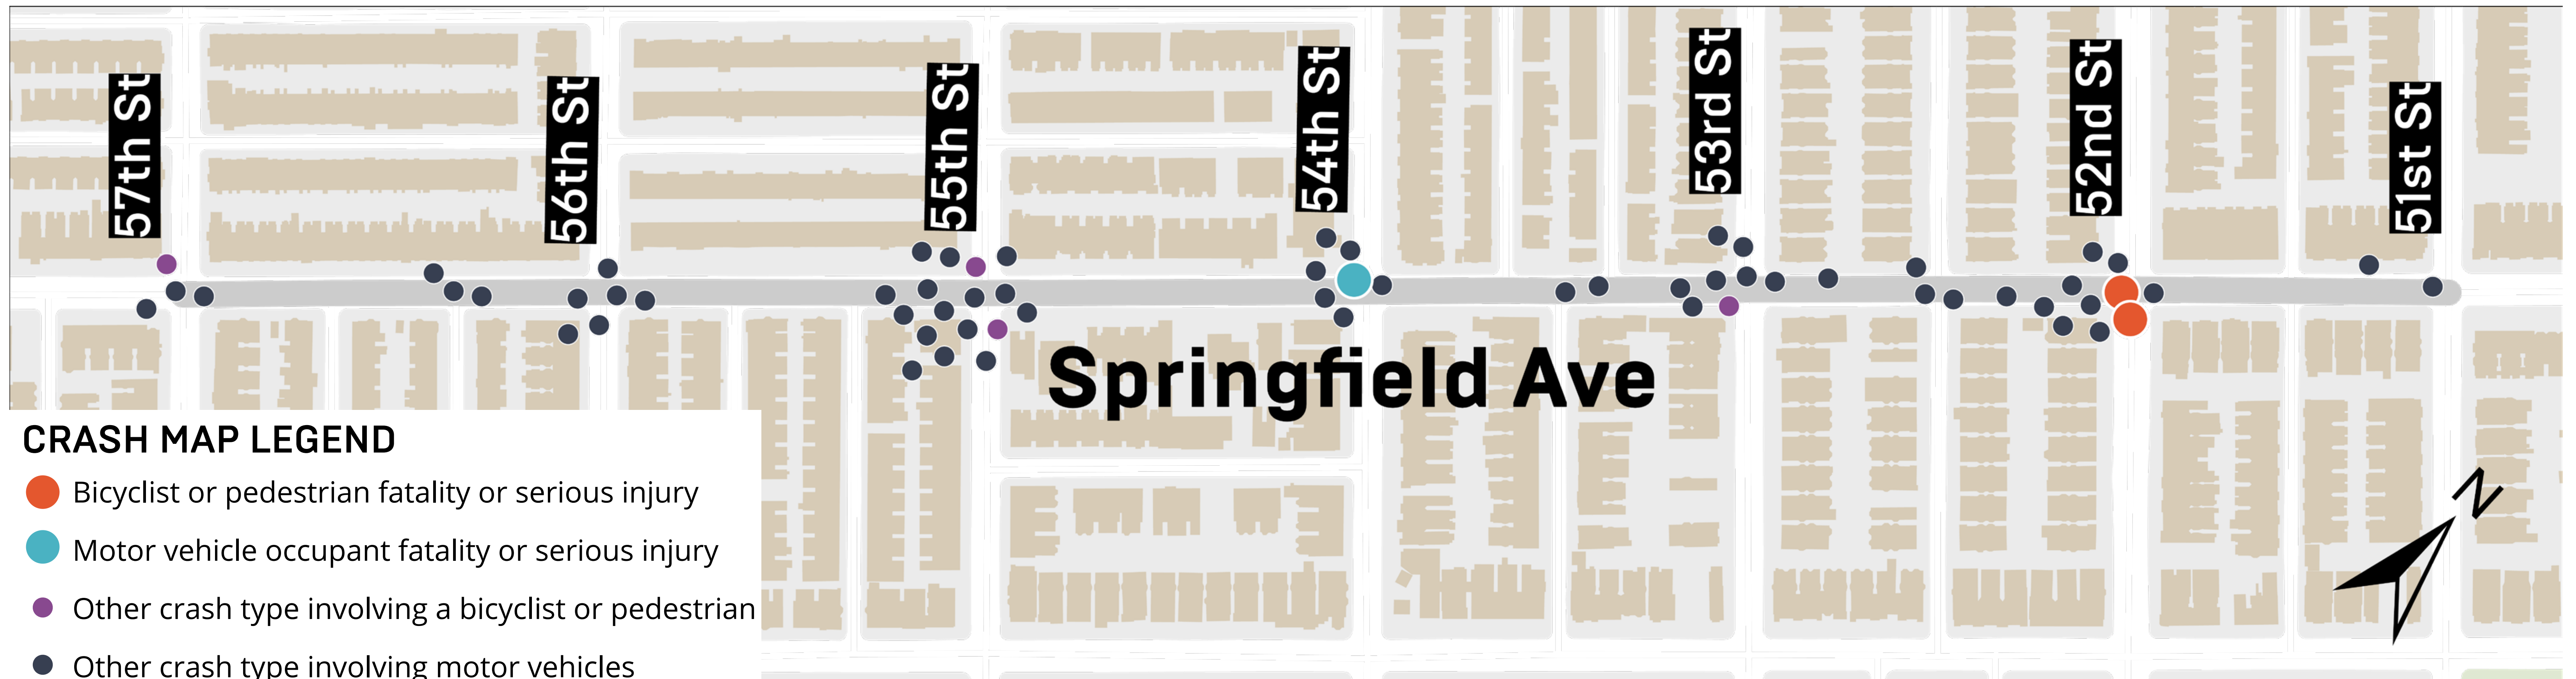 57th St
56th St
55th St
54th St
53rd St
52nd St
51st St
Springfield Ave
CRASH MAP LEGEND
Bicyclist or pedestrian fatality or serious injury
Motor vehicle occupant fatality or serious injury
Other crash type involving a bicyclist or pedestrian
Other crash type involving motor vehicles
N